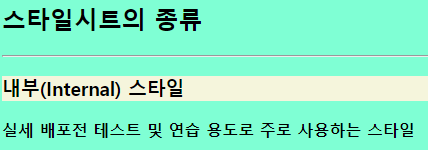 스타일시트의 종류
내부(Internal) 스타일
실세 배포전 테스트 및 연습 용도로 주로 사용하는 스타일